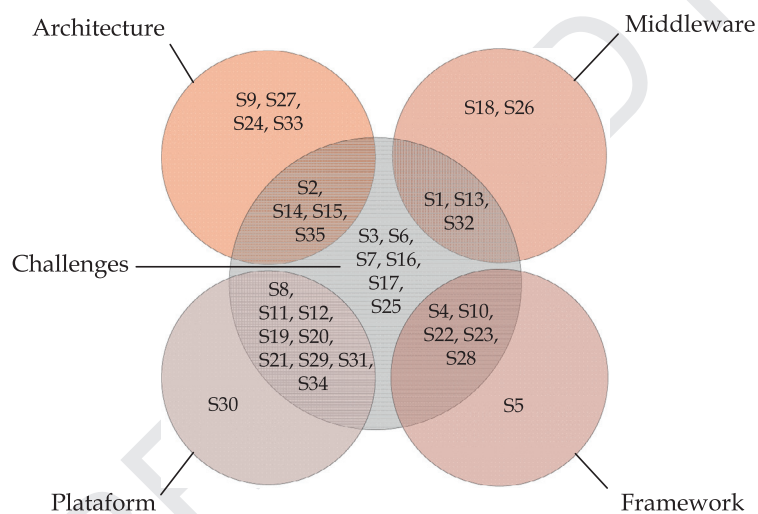 Architecture
Middleware
S9, S27,
S24, S33
S18, S26
S2,
S14, S15,
S35
S1, S13,
S32
Challenges
S3, S6,
S7, S16,
S17,
S25
S8,
S11, S12,
S19, S20,
S21, S29, S31,
S34
S4, S10,
S22, S23,
S28
S30
S5
Plataform
Framework